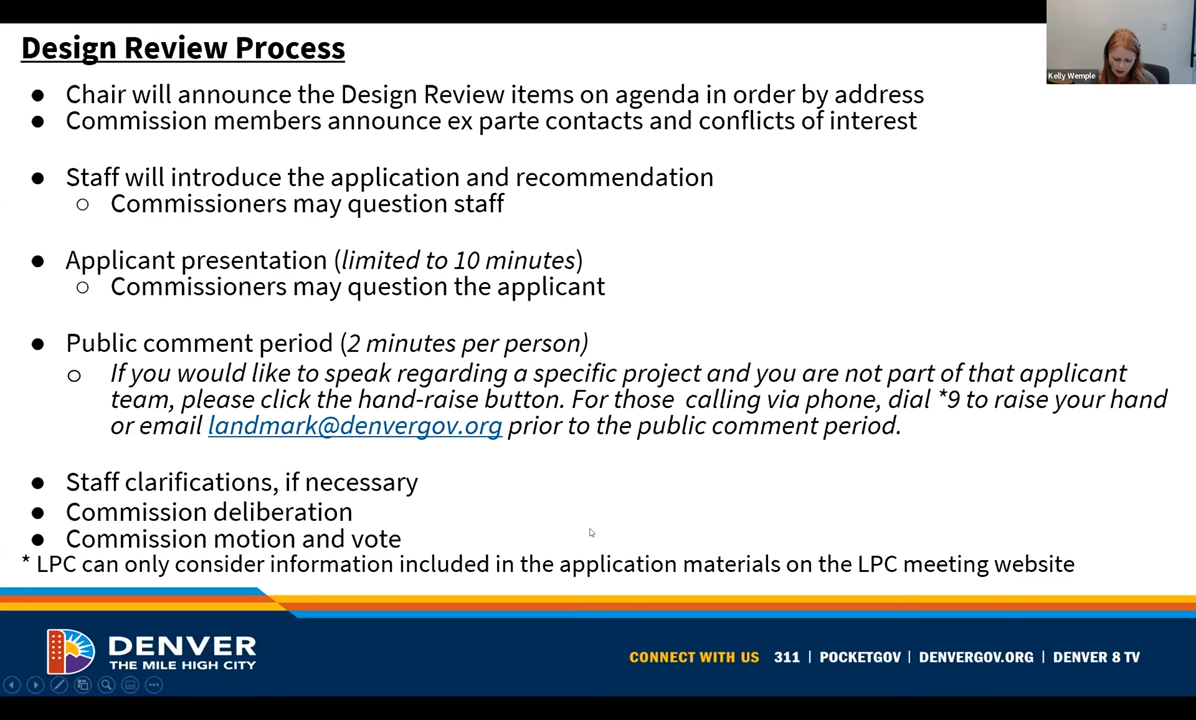 Design Review Process
Kelly Wemple
● Chair will announce the Design Review items on agenda in order by address
● Commission members announce ex parte contacts and conflicts of interest
● Staff will introduce the application and recommendation
○ Commissioners may question staff
● Applicant presentation (limited to 10 minutes)
○ Commissioners may question the applicant
● Public comment period (2 minutes per person)
o If you would like to speak regarding a specific project and you are not part of that applicant
team, please click the hand-raise button. For those calling via phone, dial *9 to raise your hand
or email landmark@denvergov.org prior to the public comment period.
● Staff clarifications, if necessary
● Commission deliberation
● Commission motion and vote
* LPC can only consider information included in the application materials on the LPC meeting website
DENVER
THE MILE HIGH CITY
CONNECT WITH US 311 | POCKETGOV | DENVERGOV.ORG | DENVER 8 TV